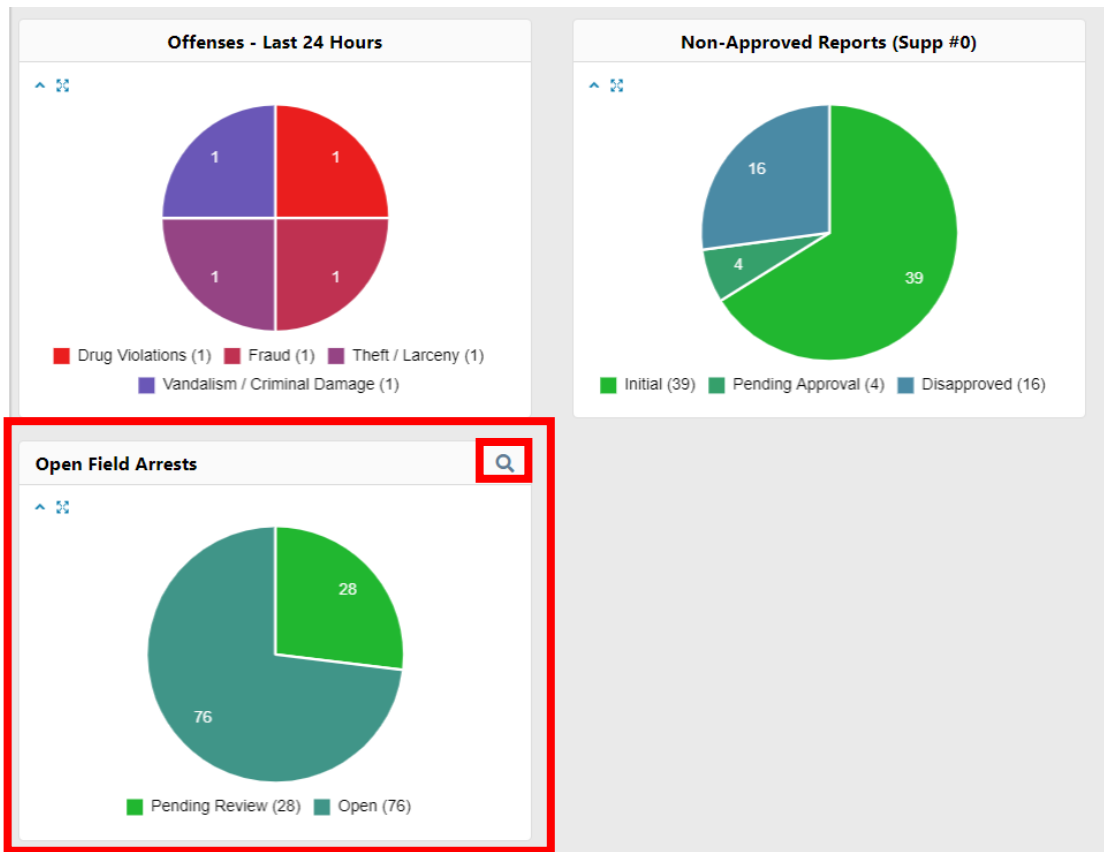 Offenses - Last 24 Hours
1
1
1
1
Drug Violations (1) Fraud (1) Theft / Larceny (1)
Vandalism / Criminal Damage (1)
Non-Approved Reports (Supp #0)
16
4
39
Initial (39) Pending Approval (4) Disapproved (16)
Open Field Arrests
28
76
Pending Review (28) Open (76)